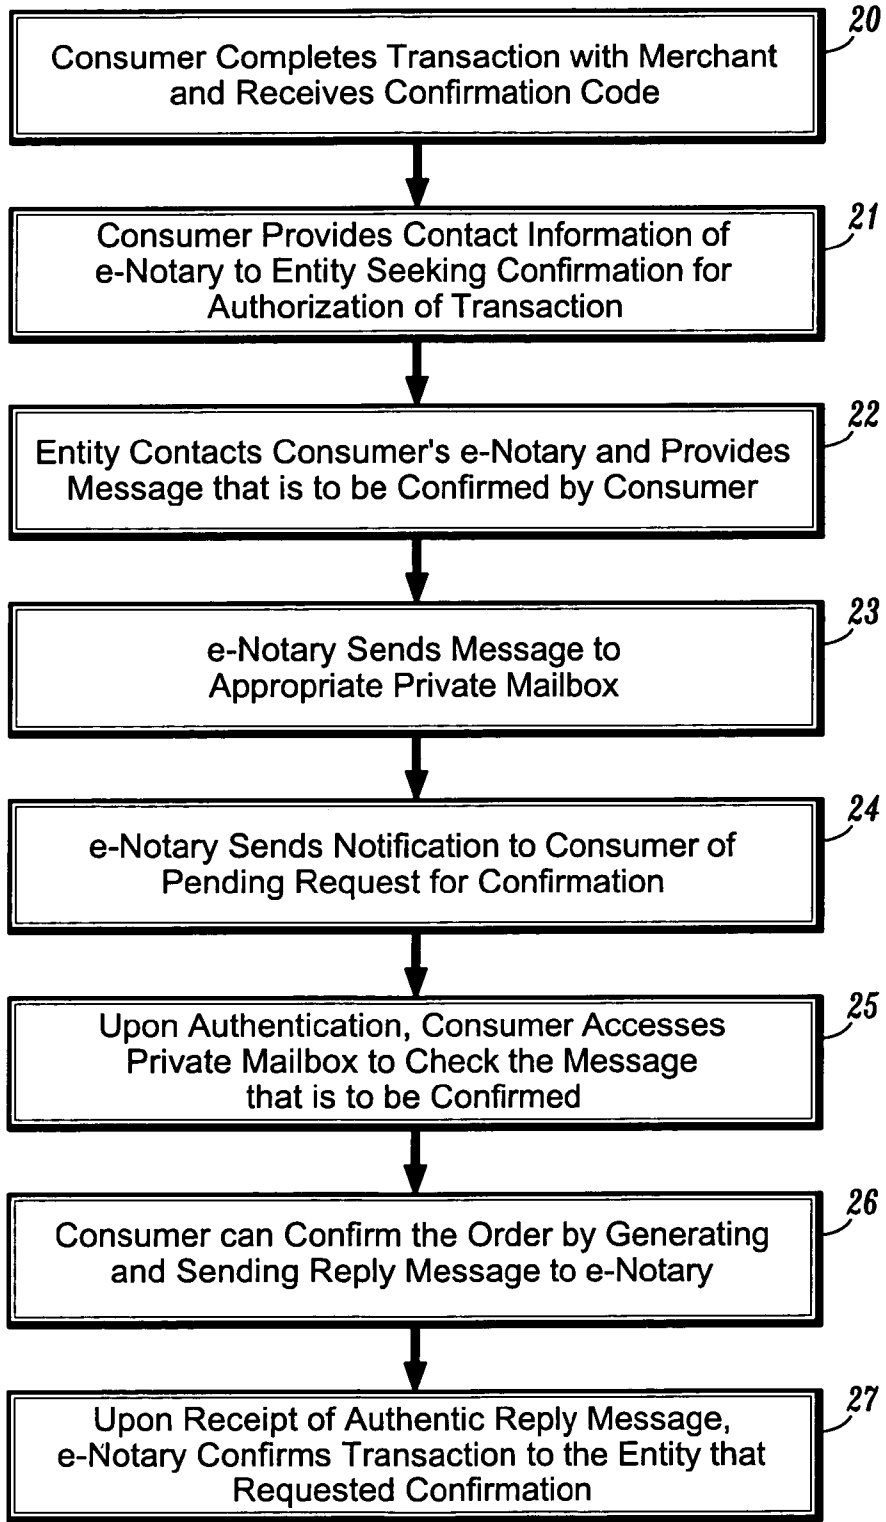 20
Consumer Completes Transaction with Merchant
and Receives Confirmation Code
21
Consumer Provides Contact Information of
e-Notary to Entity Seeking Confirmation for
Authorization of Transaction
22
Entity Contacts Consumer's e-Notary and Provides
Message that is to be Confirmed by Consumer
23
e-Notary Sends Message to
Appropriate Private Mailbox
24
e-Notary Sends Notification to Consumer of
Pending Request for Confirmation
25
Upon Authentication, Consumer Accesses
Private Mailbox to Check the Message
that is to be Confirmed
26
Consumer can Confirm the Order by Generating
and Sending Reply Message to e-Notary
27
Upon Receipt of Authentic Reply Message,
e-Notary Confirms Transaction to the Entity that
Requested Confirmation